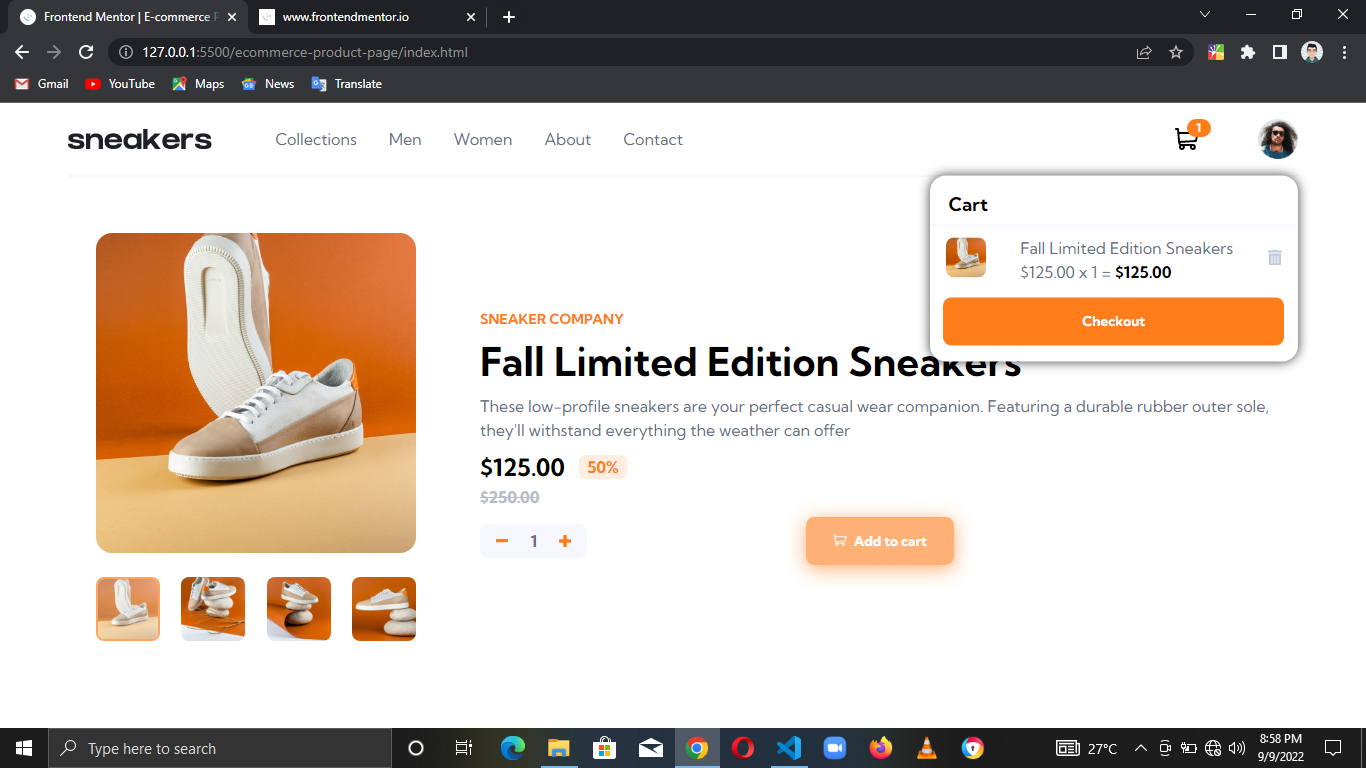 Frontend Mentor | E-commerce P
www.frontendmentor.io
127.0.0.1:5500/ecommerce-product-page/index.html
Gmail
YouTube
Maps
News
Translate
sneakers
Collections
Men
Women
About
Contact
1
Cart
Fall Limited Edition Sneakers
$125.00 x 1 = $125.00
Checkout
SNEAKER COMPANY
Fall Limited Edition Sneakers
These low-profile sneakers are your perfect casual wear companion. Featuring a durable rubber outer sole,
they'll withstand everything the weather can offer
$125.00
50%
$250.00
1
Add to cart
Type here to search
27°C
8:58 PM
9/9/2022